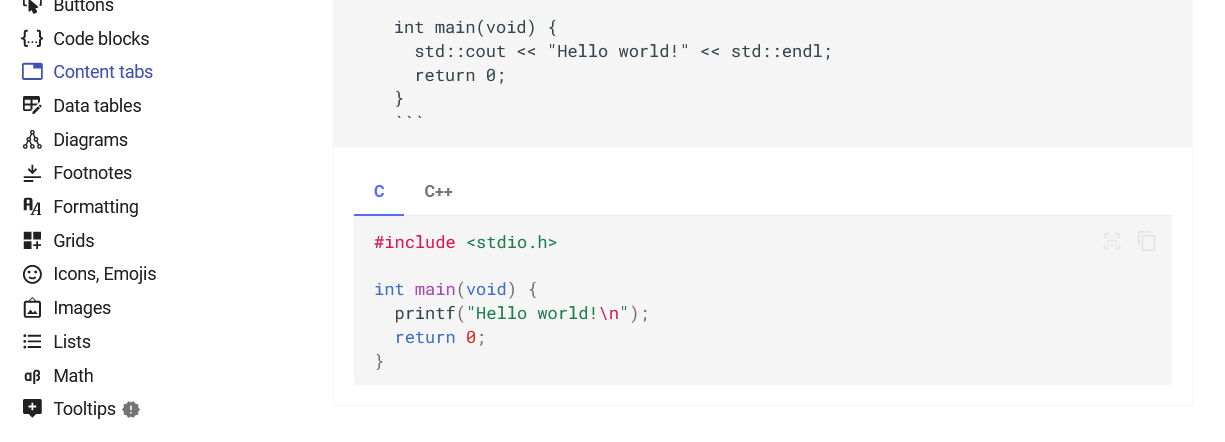 Buttons
Code blocks
Content tabs
Data tables
Diagrams
Footnotes
Formatting
Grids
Icons, Emojis
Images
Lists
Math
Tooltips
int main(void) {
  std::cout << "Hello world!" << std::endl;
  return 0;
}
```
C
C++
#include <stdio.h>

int main(void) {
  printf("Hello world!\n");
  return 0;
}